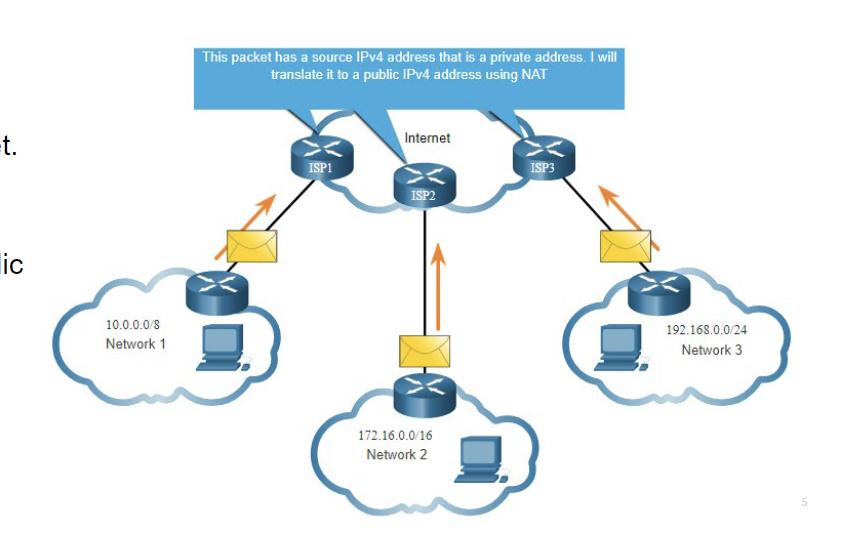 This packet has a source IPv4 address that is a private address. I will
translate it to a public IPv4 address using NAT
et.
Internet
ISP1
ISP3
ISP2
lic
10.0.0.0/8
Network 1
192.168.0.0/24
Network 3
172.16.0.0/16
Network 2
5